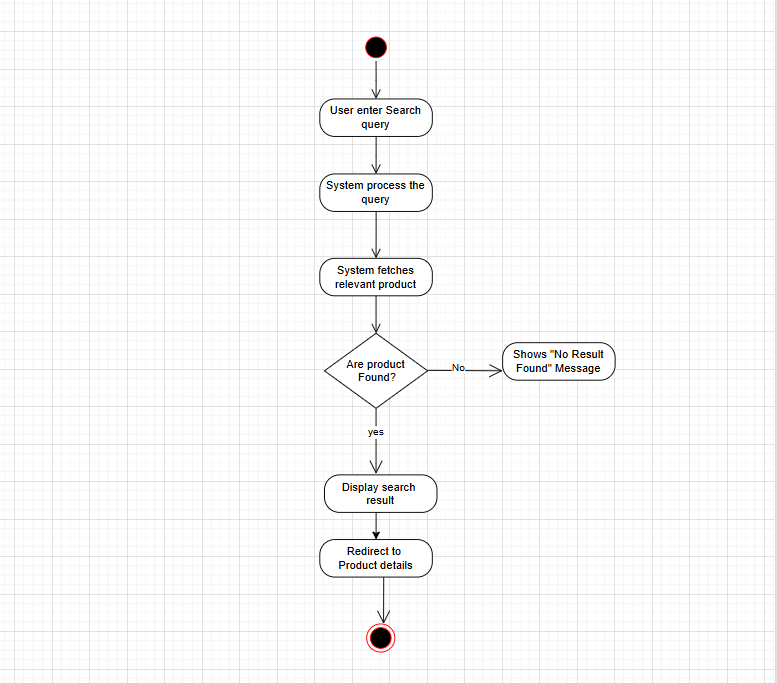 User enter Search
query
System process the
query
System fetches
relevant product
Are product
Found?
No
Shows "No Result
Found" Message
yes
Display search
result
Redirect to
Product details